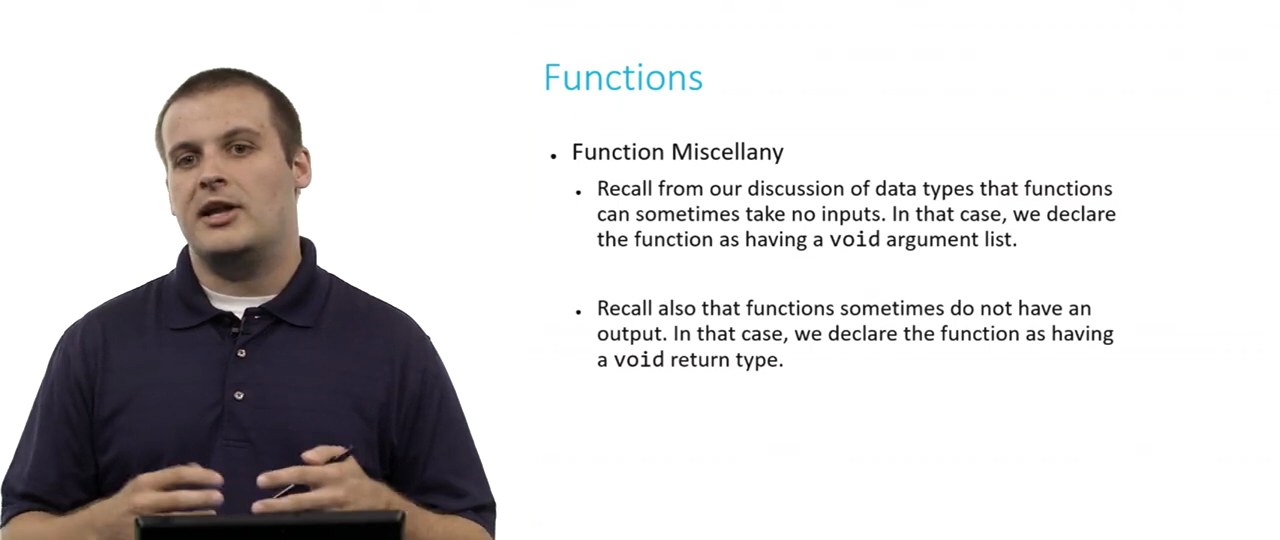 Functions
• Function Miscellany
• Recall from our discussion of data types that functions
can sometimes take no inputs. In that case, we declare
the function as having a void argument list.
• Recall also that functions sometimes do not have an
output. In that case, we declare the function as having
a void return type.